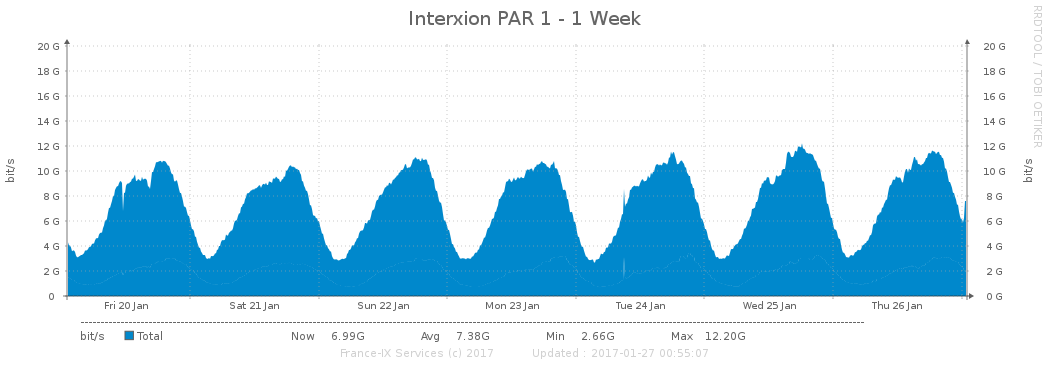 Interxion PAR 1 - 1 Week
RRDTOOL / TOBI OETIKER
20 G 20 G
18 G 18 G
16 G 16 G
14 G 14 G
12 G 12 G
bit/s 10 G 10 G bit/s
8 G 8 G
6 G 6 G
4 G 4 G
2 G 2 G
0 0 G
Fri 20 Jan Sat 21 Jan Sun 22 Jan Mon 23 Jan Tue 24 Jan Wed 25 Jan Thu 26 Jan
bit/s Total Now 6.99G Avg 7.38G Min 2.66G Max 12.20G
France-IX Services (c) 2017 Updated : 2017-01-27 00:55:07